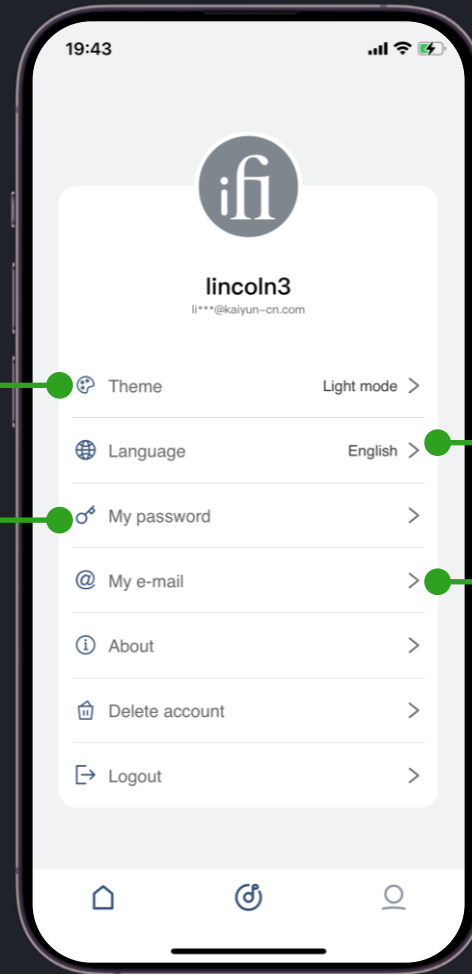 19:43
ifi
lincoln3
li***@kaiyun-cn.com
Theme Light mode
Language English
My password
My e-mail
About
Delete account
Logout